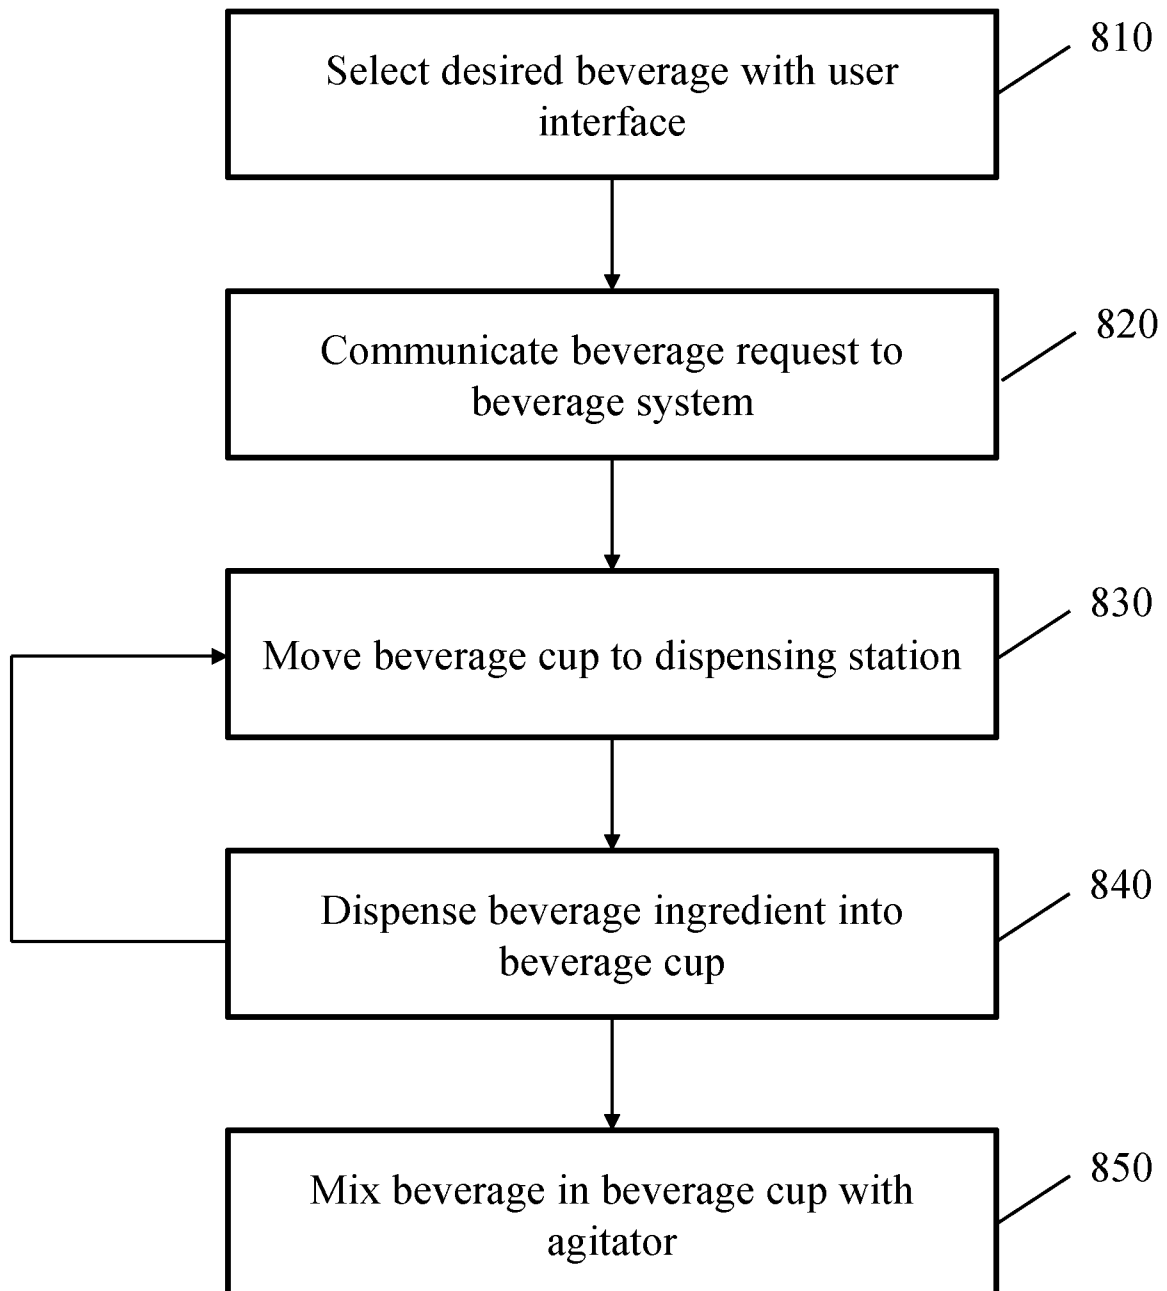 Select desired beverage with user
interface
810
Communicate beverage request to
beverage system
820
Move beverage cup to dispensing station
830
Dispense beverage ingredient into
beverage cup
840
Mix beverage in beverage cup with
agitator
850